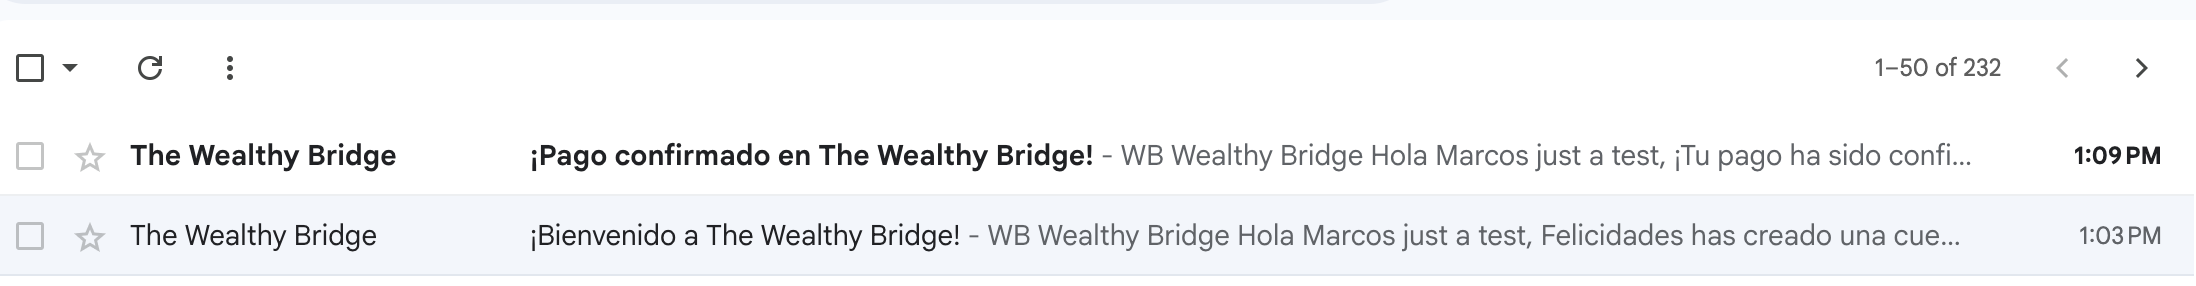 1–50 of 232
The Wealthy Bridge ¡Pago confirmado en The Wealthy Bridge! - WB Wealthy Bridge Hola Marcos just a test, ¡Tu pago ha sido confi... 1:09 PM
The Wealthy Bridge ¡Bienvenido a The Wealthy Bridge! - WB Wealthy Bridge Hola Marcos just a test, Felicidades has creado una cue... 1:03 PM